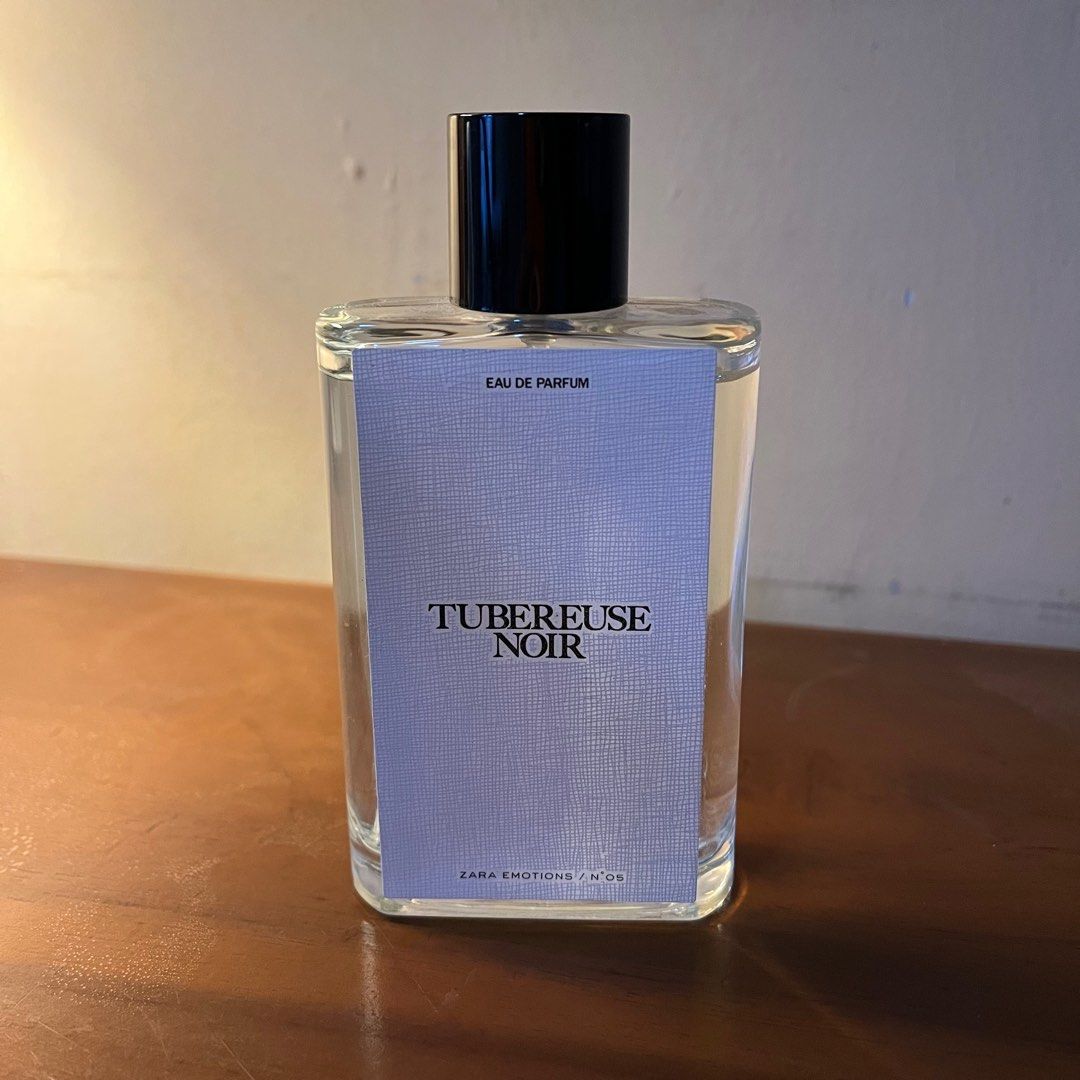 EAU DE PARFUM
TUBEREUSE
NOIR
ZARA EMOTIONS / N°05